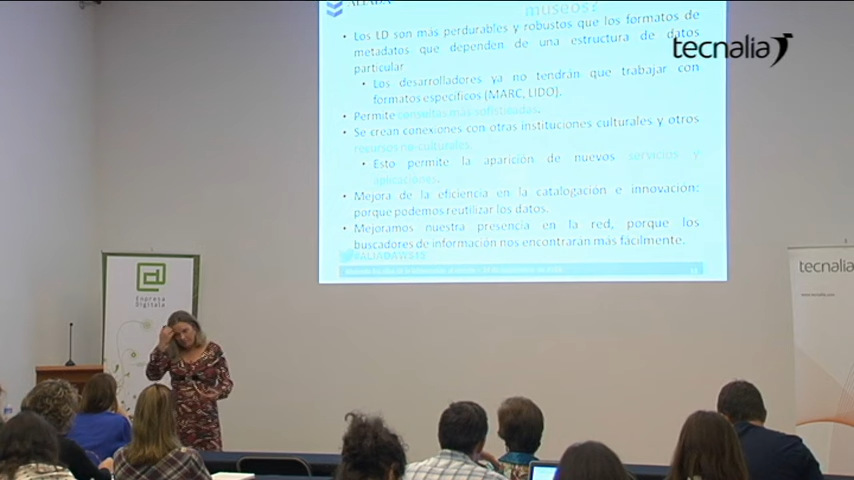 ALIADA
museos?
• Los LD son más perdurables y robustos que los formatos de
metadatos que dependen de una estructura de datos
particular
• Los desarrolladores ya no tendrán que trabajar con
formatos específicos (MARC, LIDO).
• Permite consultas más sofisticadas.
• Se crean conexiones con otras instituciones culturales y otros
recursos no-culturales.
• Esto permite la aparición de nuevos servicios y
aplicaciones.
• Mejora de la eficiencia en la catalogación e innovación:
porque podemos reutilizar los datos.
• Mejoramos nuestra presencia en la red, porque los
buscadores de información nos encontrarán más fácilmente.
#ALIADAWS15
tecnalia
Enpresa
Digitala
tecnalia